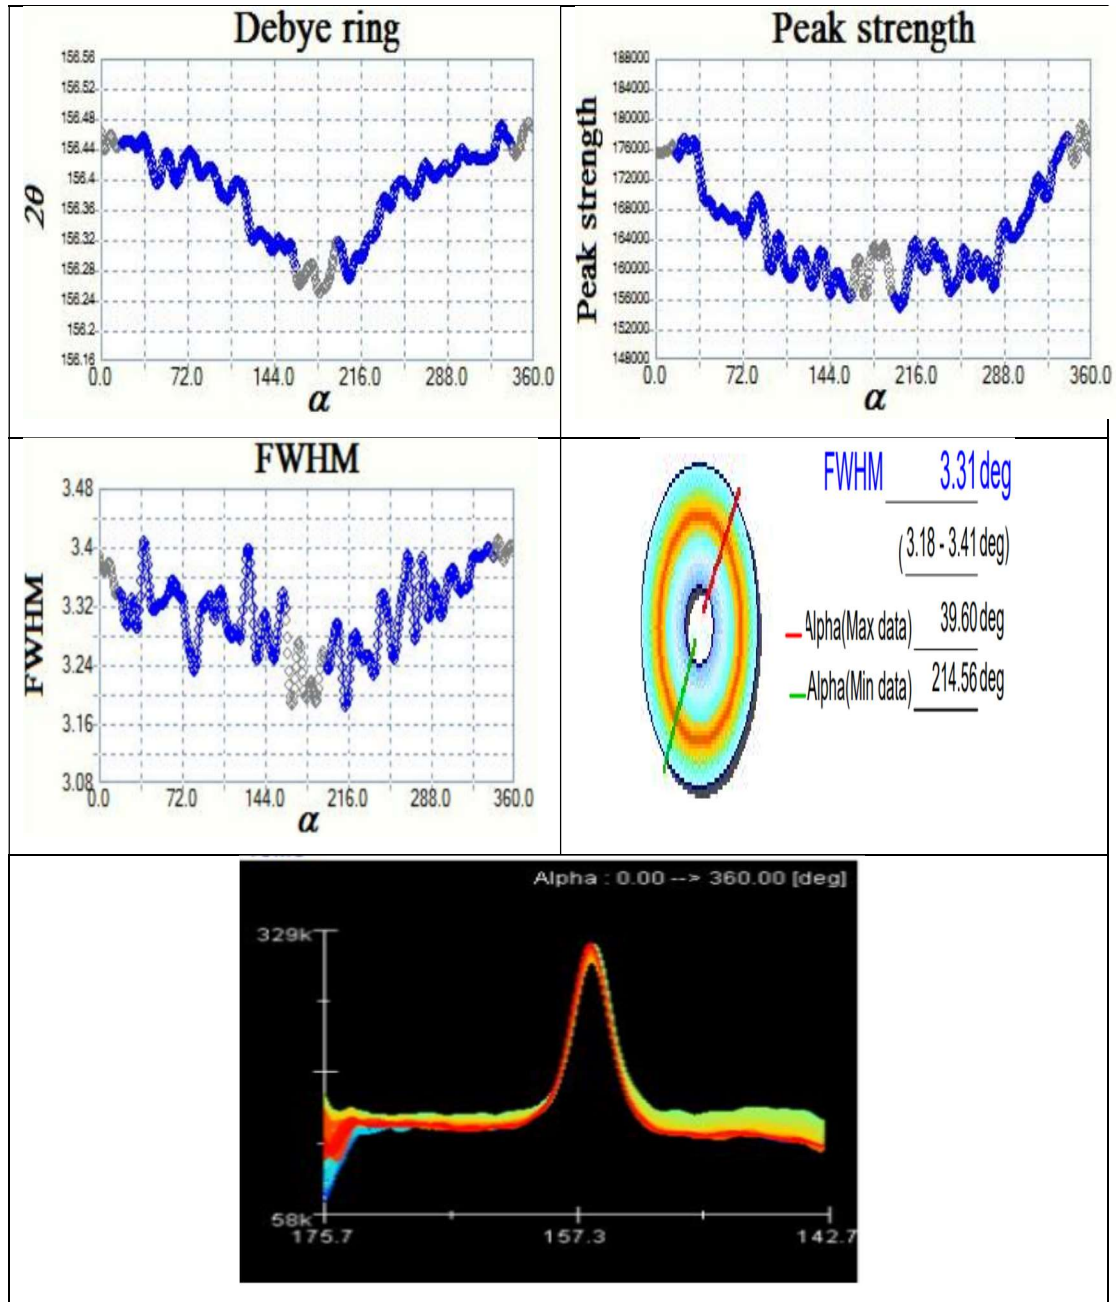 Debye ring
156.56
156.52
156.48
156.44
156.4
156.36
156.32
156.28
156.24
156.2
156.16
2θ
0.0 72.0 144.0 216.0 288.0 360.0
α
Peak strength
188000
184000
180000
176000
172000
168000
164000
160000
156000
152000
148000
Peak strength
0.0 72.0 144.0 216.0 288.0 360.0
α
FWHM
3.48
3.4
3.32
3.24
3.16
3.08
FWHM
0.0 72.0 144.0 216.0 288.0 360.0
α
FWHM 3.31 deg
(3.18 - 3.41 deg)
Alpha(Max data) 39.60 deg
Alpha(Min data) 214.56 deg
Alpha : 0.00 --> 360.00 [deg]
329k
58k
175.7 157.3 142.7